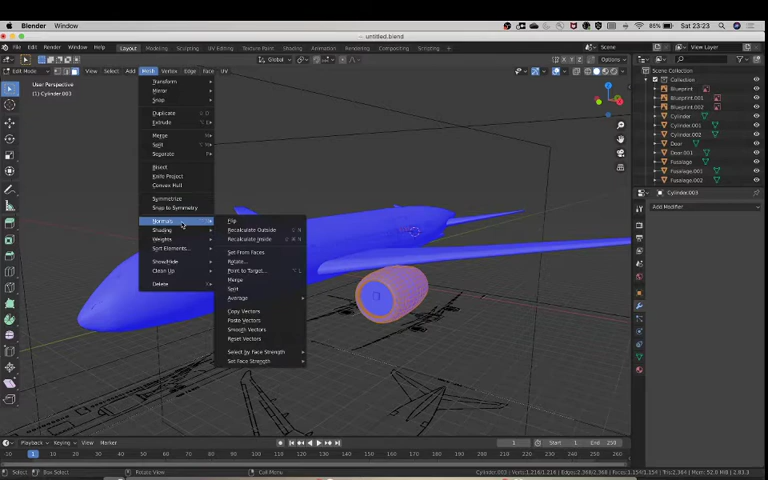 Blender Window
86% Sat 23:23
untitled.blend
File Edit Render Window Help Layout Modeling Sculpting UV Editing Texture Paint Shading Animation Rendering Compositing Scripting Scene View Layer
Edit Mode View Select Add Mesh Vertex Edge Face UV Global
User Perspective
(1) Cylinder.003
Transform
Mirror
Snap
Duplicate
Extrude
Merge
Split
Separate
Bisect
Knife Project
Convex Hull
Symmetrize
Snap to Symmetry
Normals
Shading
Weights
Sort Elements...
Show/Hide
Clean Up
Delete
Flip
Recalculate Outside
Recalculate Inside
Set From Faces
Rotate...
Point to Target...
Merge
Split
Average
Copy Vectors
Paste Vectors
Smooth Vectors
Reset Vectors
Select by Face Strength
Set Face Strength
Scene Collection
Collection
Blueprint
Blueprint.001
Blueprint.002
Cylinder
Cylinder.001
Cylinder.002
Door
Door.001
Fuselage
Fuselage.001
Fuselage.002
Cylinder.003
Add Modifier
Playback Keying View Marker 1 Start 1 End 250
Select Box Select Rotate View Call Menu